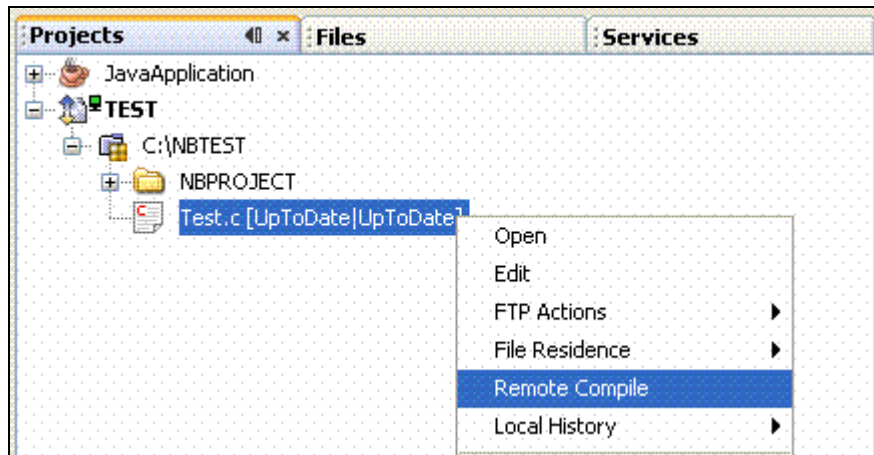 Projects Files Services
JavaApplication
TEST
C:\NBTEST
NBPROJECT
Test.c [UpToDate|UpToDate]
Open
Edit
FTP Actions
File Residence
Remote Compile
Local History